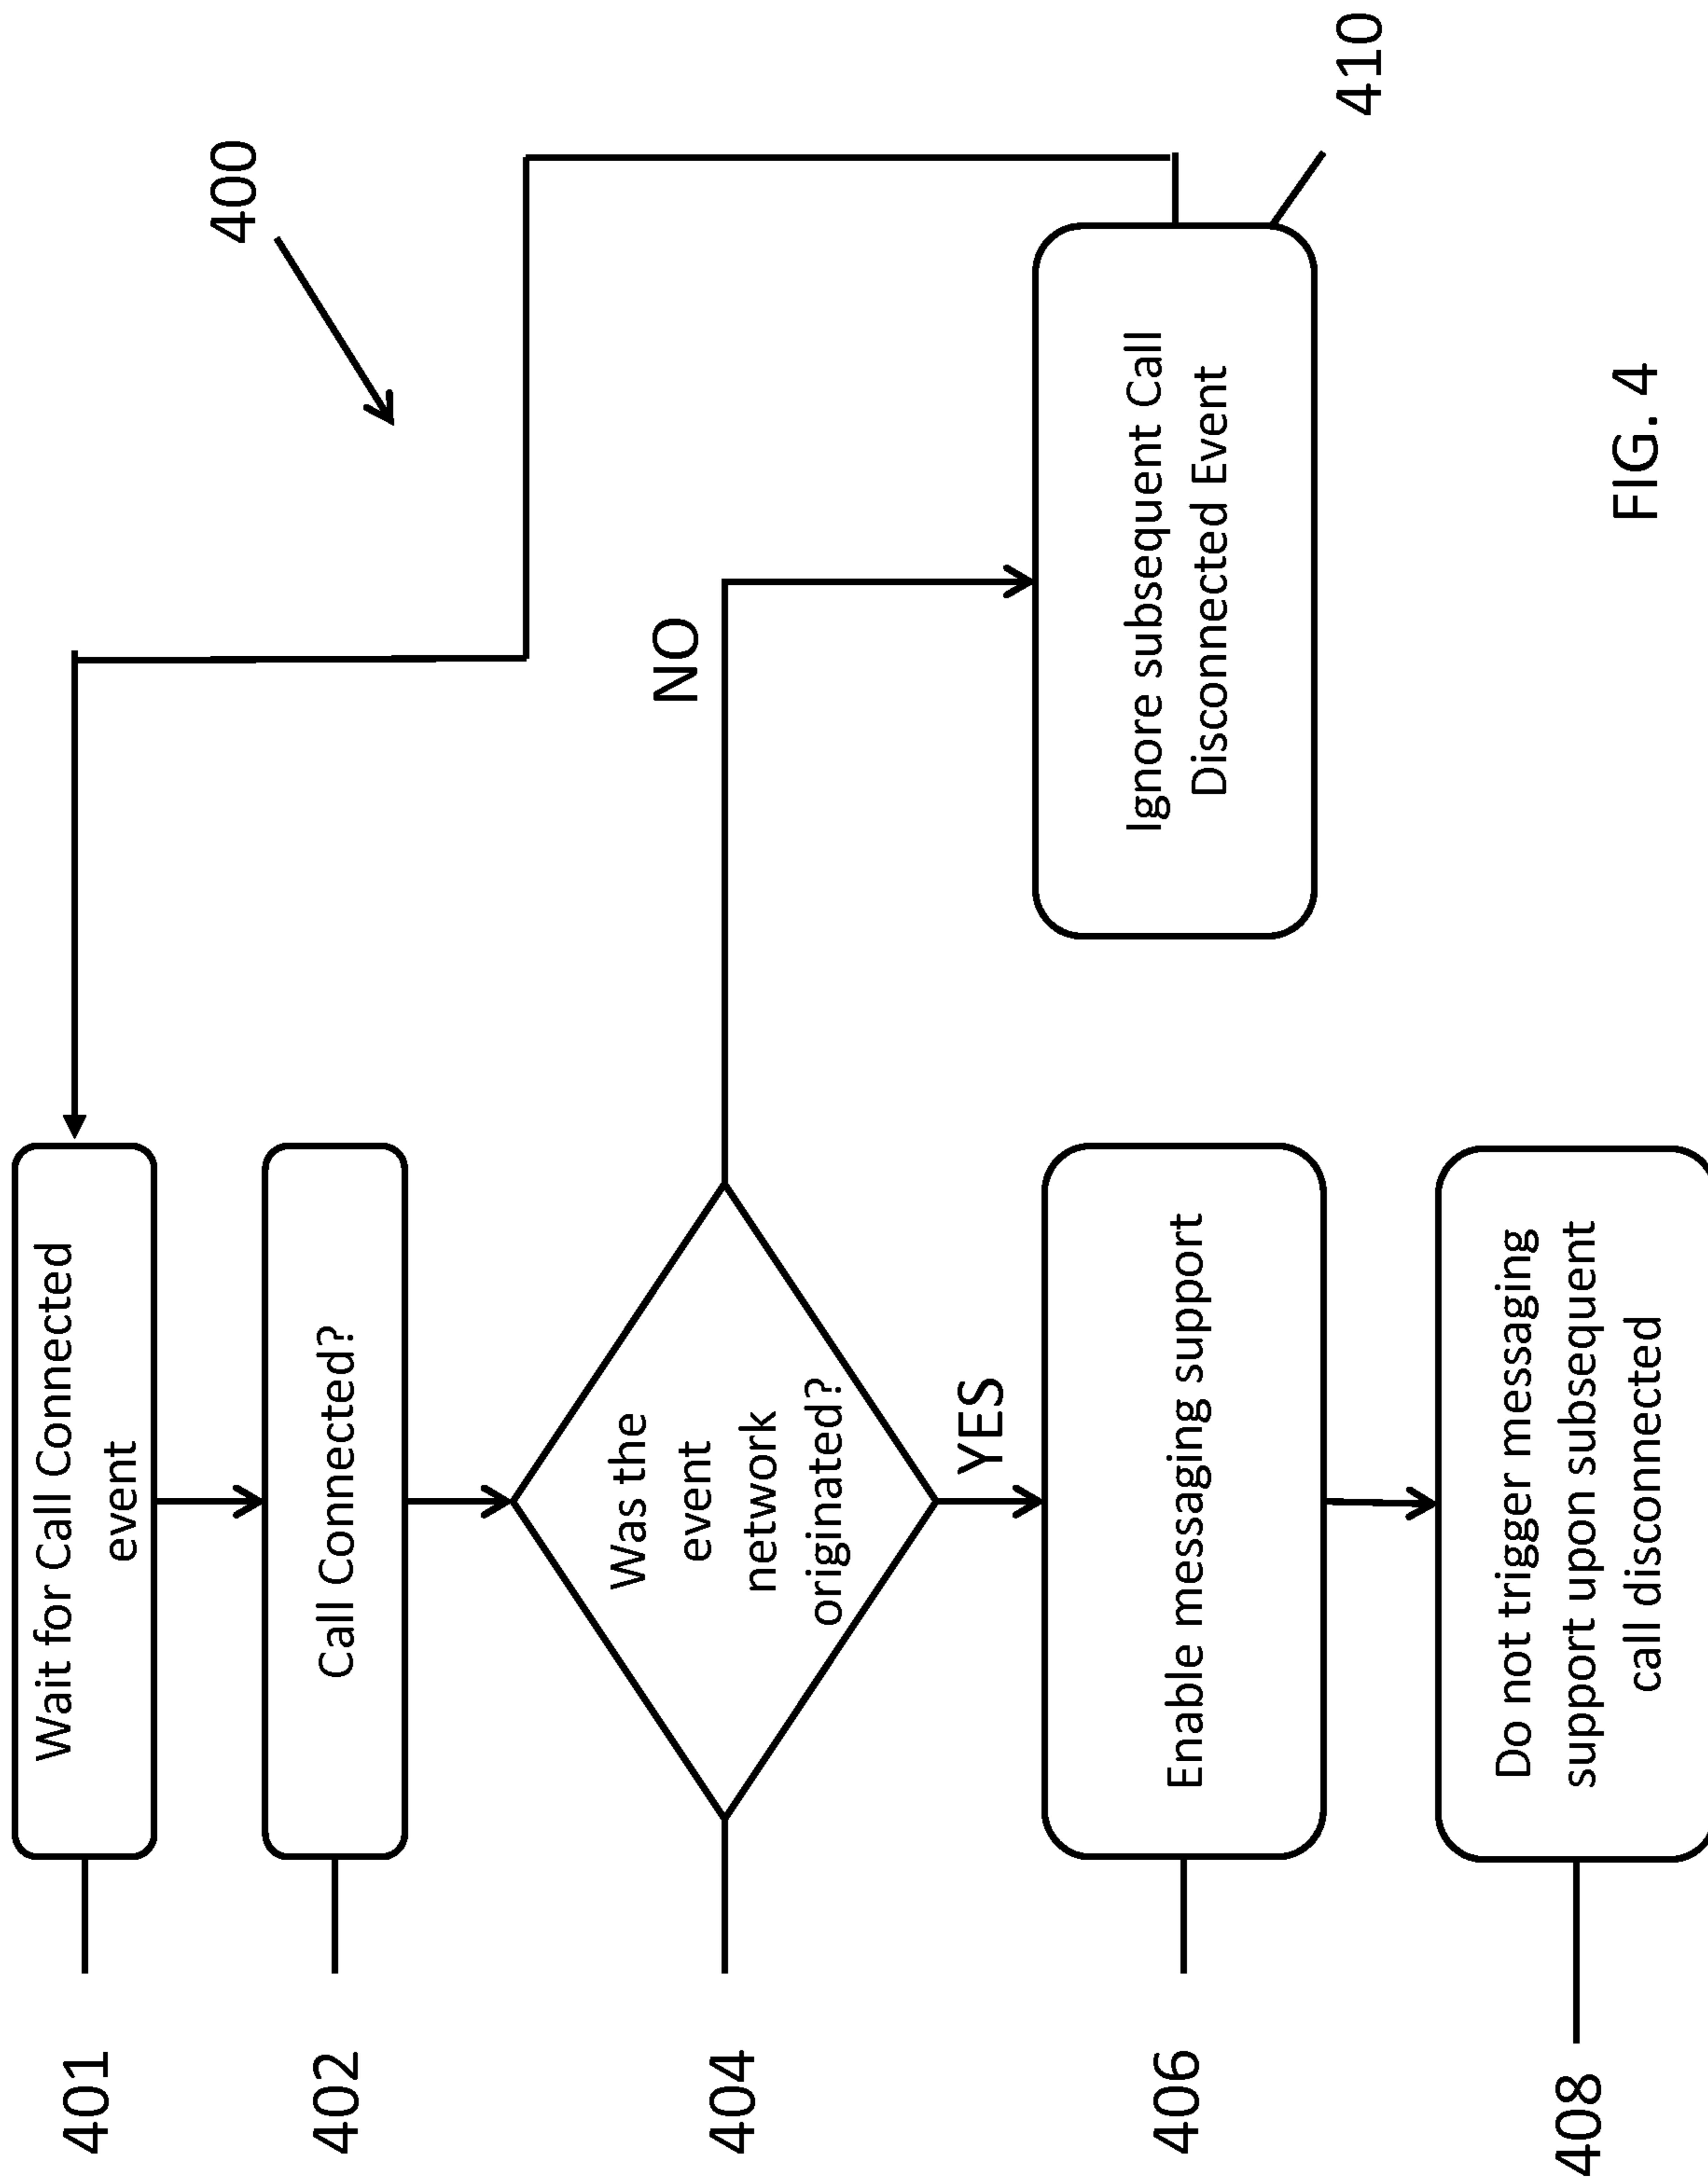 400
401
Wait for Call Connected
event
402
Call Connected?
404
Was the
event
network
originated?
NO
YES
406
Enable messaging support
410
Ignore subsequent Call
Disconnected Event
408
Do not trigger messaging
support upon subsequent
call disconnected
FIG. 4